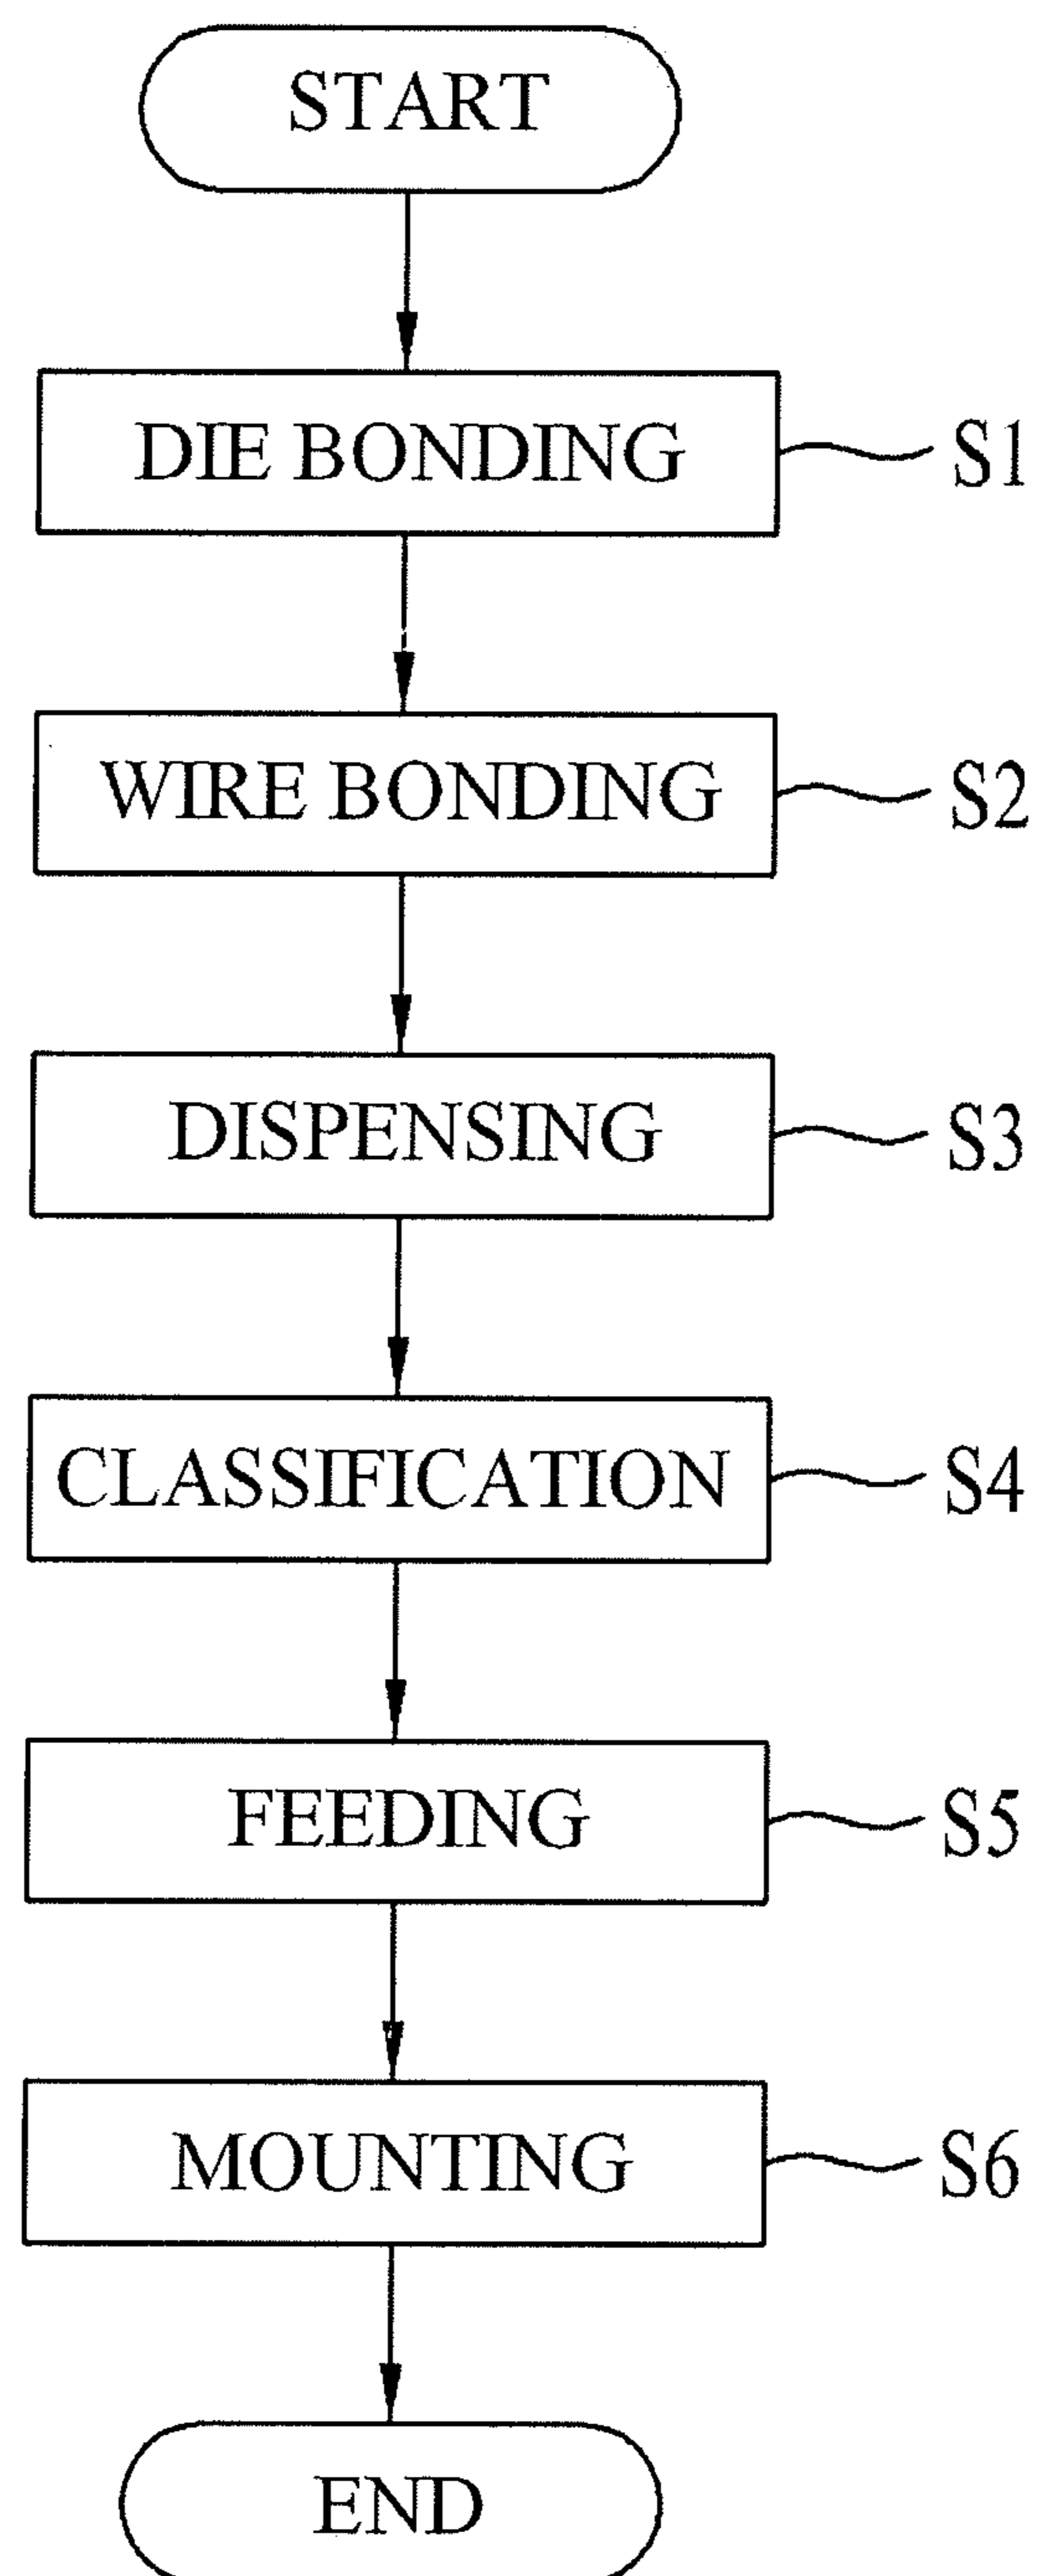 START
DIE BONDING S1
WIRE BONDING S2
DISPENSING S3
CLASSIFICATION S4
FEEDING S5
MOUNTING S6
END